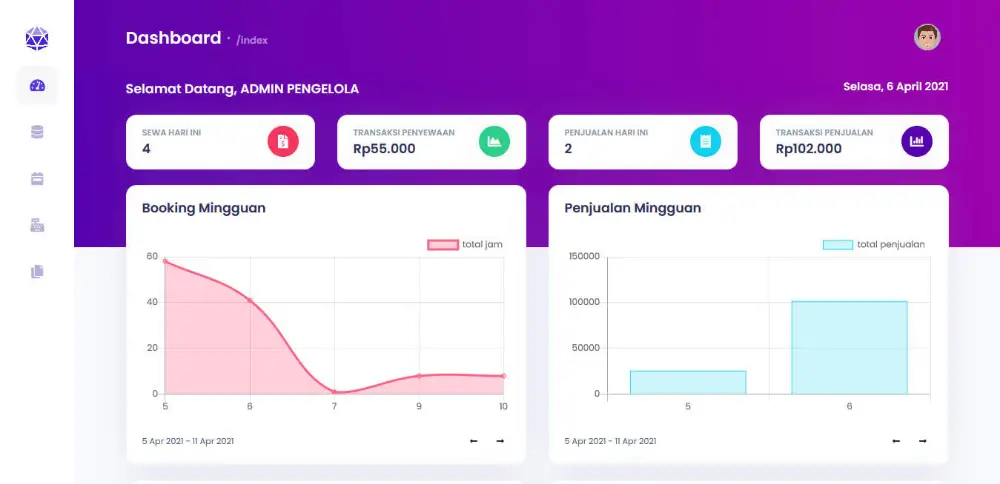 Dashboard · /Index
Selamat Datang, ADMIN PENGELOLA
Selasa, 6 April 2021
SEWA HARI INI
4
TRANSAKSI PENYEWAAN
Rp55.000
PENJUALAN HARI INI
2
TRANSAKSI PENJUALAN
Rp102.000
Booking Mingguan
total jam
60
40
20
0
5 6 7 9 10
5 Apr 2021 - 11 Apr 2021
Penjualan Mingguan
total penjualan
150000
100000
50000
0
5 6
5 Apr 2021 - 11 Apr 2021